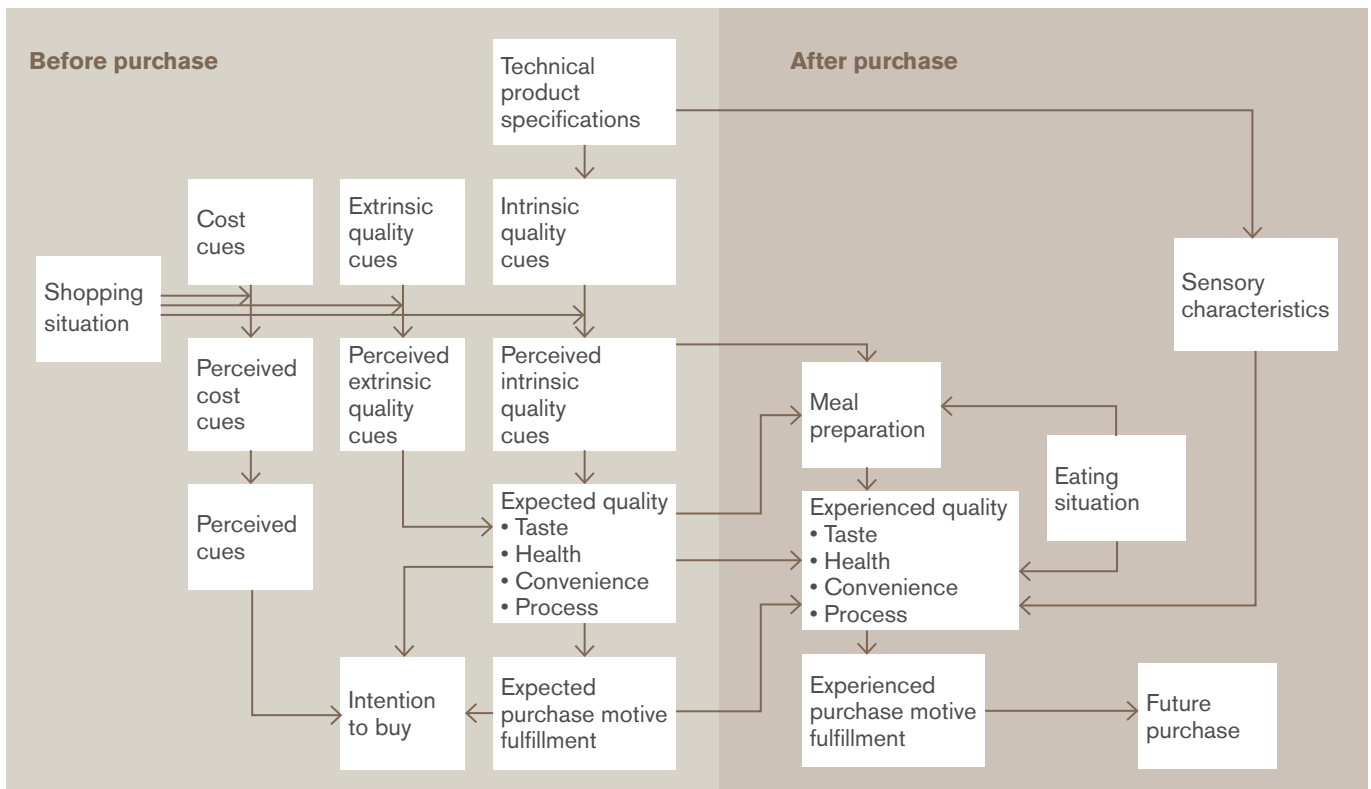 Before purchase
After purchase
Technical
product
specifications
Cost
cues
Extrinsic
quality
cues
Intrinsic
quality
cues
Shopping
situation
Sensory
characteristics
Perceived
cost
cues
Perceived
extrinsic
quality
cues
Perceived
intrinsic
quality
cues
Meal
preparation
Eating
situation
Perceived
cues
Expected quality
• Taste
• Health
• Convenience
• Process
Experienced quality
• Taste
• Health
• Convenience
• Process
Intention
to buy
Expected
purchase motive
fulfillment
Experienced
purchase motive
fulfillment
Future
purchase